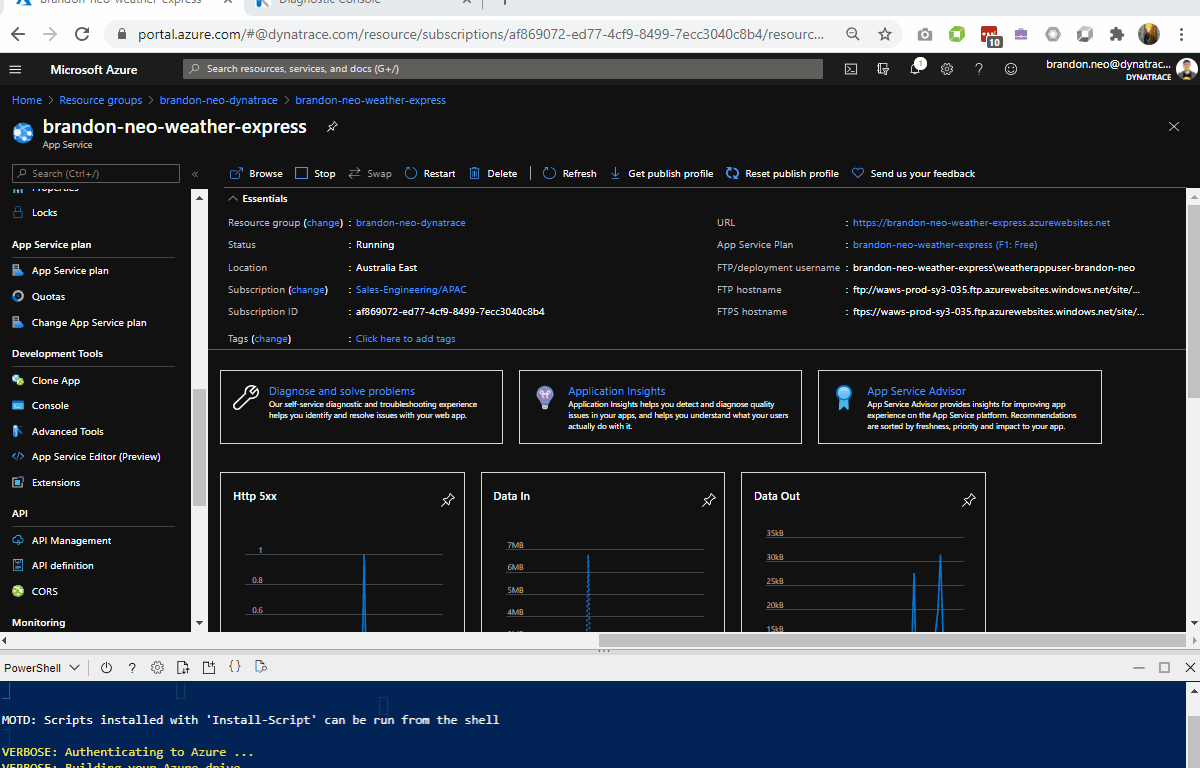 brandon-neo-weather-express
Diagnostic Console
portal.azure.com/#@dynatrace.com/resource/subscriptions/af869072-ed77-4cf9-8499-7ecc3040c8b4/resourc...
10
Microsoft Azure
Search resources, services, and docs (G+/)
1
brandon.neo@dynatrac...
DYNATRACE
Home > Resource groups > brandon-neo-dynatrace > brandon-neo-weather-express
brandon-neo-weather-express
App Service
Search (Ctrl+/)
«
Browse Stop Swap Restart Delete Refresh Get publish profile Reset publish profile Send us your feedback
Properties
Locks
App Service plan
App Service plan
Quotas
Change App Service plan
Development Tools
Clone App
Console
Advanced Tools
App Service Editor (Preview)
Extensions
API
API Management
API definition
CORS
Monitoring
Essentials
Resource group (change) : brandon-neo-dynatrace
Status : Running
Location : Australia East
Subscription (change) : Sales-Engineering/APAC
Subscription ID : af869072-ed77-4cf9-8499-7ecc3040c8b4
Tags (change) : Click here to add tags
URL : https://brandon-neo-weather-express.azurewebsites.net
App Service Plan : brandon-neo-weather-express (F1: Free)
FTP/deployment username : brandon-neo-weather-express\weatherappuser-brandon-neo
FTP hostname : ftp://waws-prod-sy3-035.ftp.azurewebsites.windows.net/site/...
FTPS hostname : ftps://waws-prod-sy3-035.ftp.azurewebsites.windows.net/site/...
Diagnose and solve problems
Our self-service diagnostic and troubleshooting experience
helps you identify and resolve issues with your web app.
Application Insights
Application Insights helps you detect and diagnose quality
issues in your apps, and helps you understand what your users
actually do with it.
App Service Advisor
App Service Advisor provides insights for improving app
experience on the App Service platform. Recommendations
are sorted by freshness, priority and impact to your app.
Http 5xx
1
0.8
0.6
Data In
7MB
6MB
5MB
4MB
Data Out
35kB
30kB
25kB
20kB
15kB
PowerShell
? {}
MOTD: Scripts installed with 'Install-Script' can be run from the shell
VERBOSE: Authenticating to Azure ...
VERBOSE: Building your Azure drive